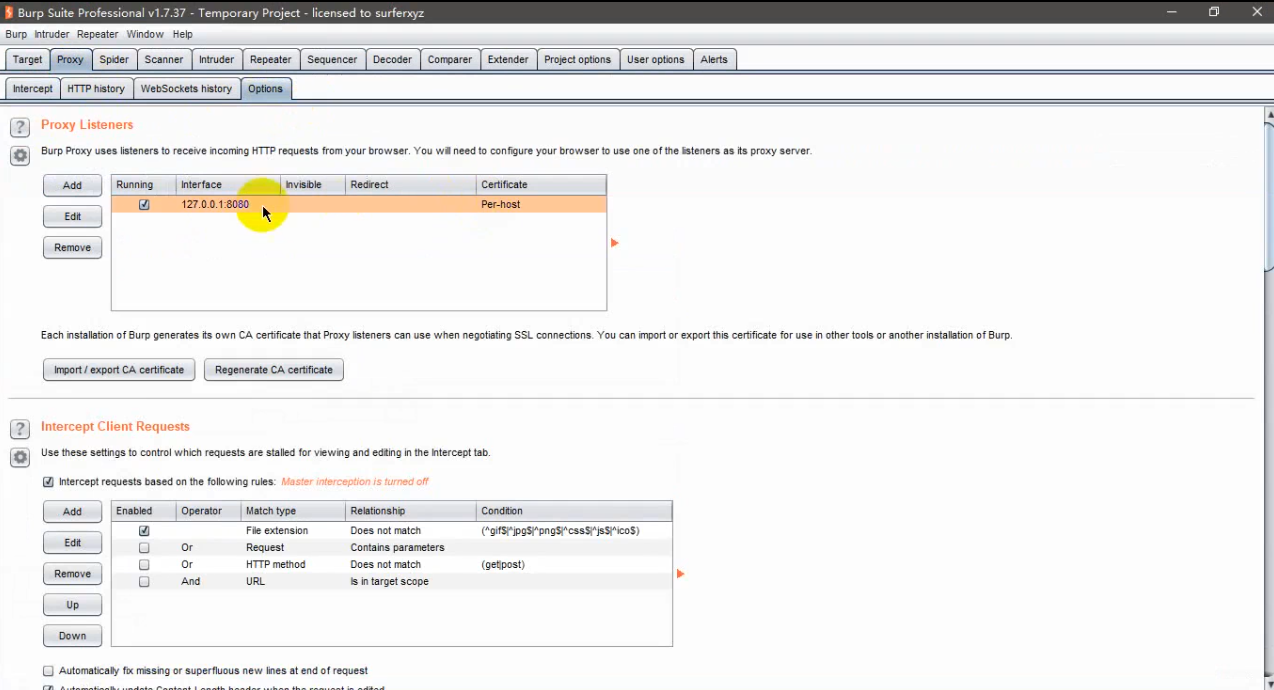 Burp Suite Professional v1.7.37 - Temporary Project - licensed to surferxyz
Burp Intruder Repeater Window Help
Target Proxy Spider Scanner Intruder Repeater Sequencer Decoder Comparer Extender Project options User options Alerts
Intercept HTTP history WebSockets history Options
? Proxy Listeners
Burp Proxy uses listeners to receive incoming HTTP requests from your browser. You will need to configure your browser to use one of the listeners as its proxy server.
Add Running Interface Invisible Redirect Certificate
127.0.0.1:8080 Per-host
Edit
Remove
Each installation of Burp generates its own CA certificate that Proxy listeners can use when negotiating SSL connections. You can import or export this certificate for use in other tools or another installation of Burp.
Import / export CA certificate Regenerate CA certificate
? Intercept Client Requests
Use these settings to control which requests are stalled for viewing and editing in the Intercept tab.
Intercept requests based on the following rules: Master interception is turned off
Add Enabled Operator Match type Relationship Condition
File extension Does not match (^gif$|^jpg$|^png$|^css$|^js$|^ico$)
Edit Or Request Contains parameters
Or HTTP method Does not match (get|post)
Remove And URL Is in target scope
Up
Down
Automatically fix missing or superfluous new lines at end of request
Automatically update Content-Length header when the request is edited